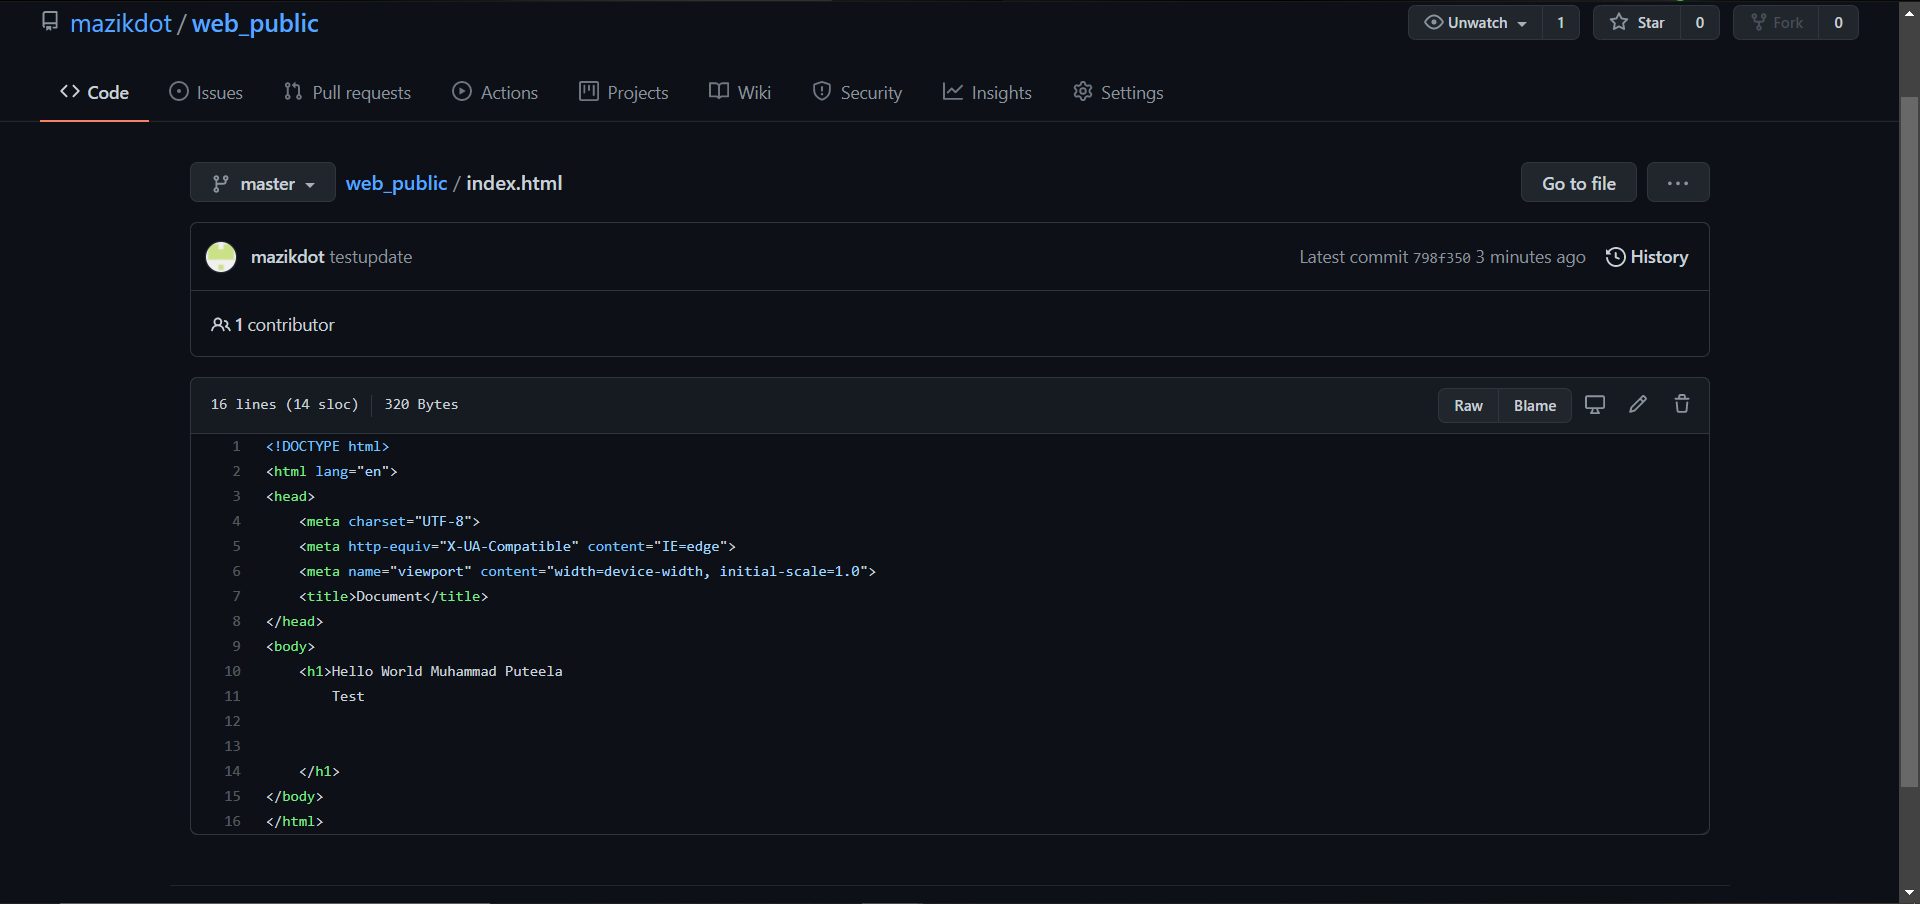 mazikdot / web_public
Unwatch 1 Star 0 Fork 0
Code Issues Pull requests Actions Projects Wiki Security Insights Settings
master web_public / index.html Go to file ...
mazikdot testupdate Latest commit 798f350 3 minutes ago History
1 contributor
16 lines (14 sloc) 320 Bytes Raw Blame
1 <!DOCTYPE html>
2 <html lang="en">
3 <head>
4     <meta charset="UTF-8">
5     <meta http-equiv="X-UA-Compatible" content="IE=edge">
6     <meta name="viewport" content="width=device-width, initial-scale=1.0">
7     <title>Document</title>
8 </head>
9 <body>
10     <h1>Hello World Muhammad Puteela
11         Test
12
13
14     </h1>
15 </body>
16 </html>